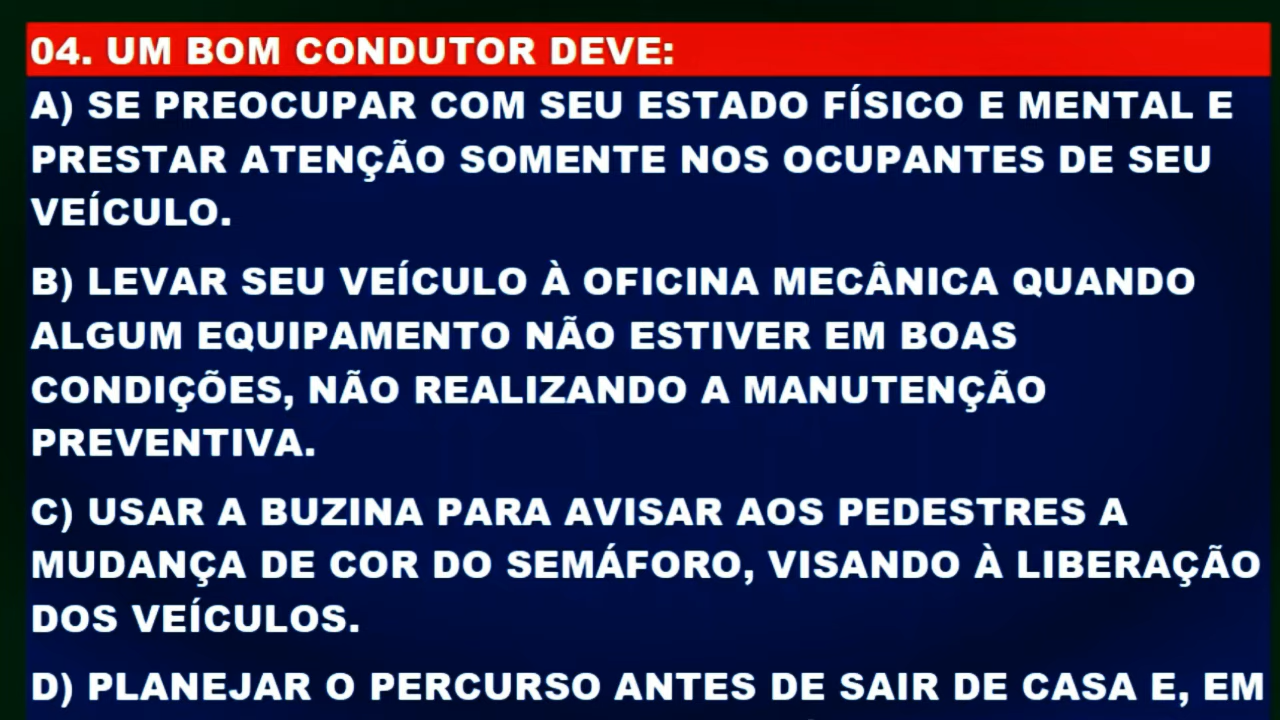 04. UM BOM CONDUTOR DEVE:
A) SE PREOCUPAR COM SEU ESTADO FÍSICO E MENTAL E
PRESTAR ATENÇÃO SOMENTE NOS OCUPANTES DE SEU
VEÍCULO.
B) LEVAR SEU VEÍCULO À OFICINA MECÂNICA QUANDO
ALGUM EQUIPAMENTO NÃO ESTIVER EM BOAS
CONDIÇÕES, NÃO REALIZANDO A MANUTENÇÃO
PREVENTIVA.
C) USAR A BUZINA PARA AVISAR AOS PEDESTRES A
MUDANÇA DE COR DO SEMÁFORO, VISANDO À LIBERAÇÃO
DOS VEÍCULOS.
D) PLANEJAR O PERCURSO ANTES DE SAIR DE CASA E, EM